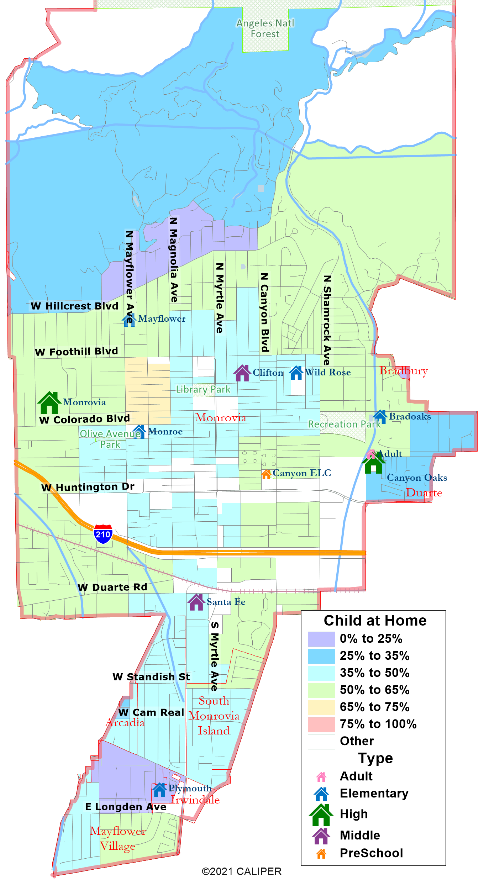 Angeles Natl
Forest
N Mayflower Ave
N Magnolia Ave
N Myrtle Ave
N Canyon Blvd
N Shamrock Ave
W Hillcrest Blvd
Mayflower
W Foothill Blvd
Clifton
Wild Rose
Bradbury
Library Park
Monrovia
W Colorado Blvd
Monrovia
Recreation Park
Bradoaks
Olive Avenue
Park
Monroe
Adult
Canyon ELC
Canyon Oaks
W Huntington Dr
Duarte
210
W Duarte Rd
Santa Fe
S Myrtle Ave
W Standish St
South
Monrovia
Island
W Cam Real
Arcadia
Plymouth
Irwindale
E Longden Ave
Mayflower
Village
Child at Home
0% to 25%
25% to 35%
35% to 50%
50% to 65%
65% to 75%
75% to 100%
Other
Type
Adult
Elementary
High
Middle
PreSchool
©2021 CALIPER